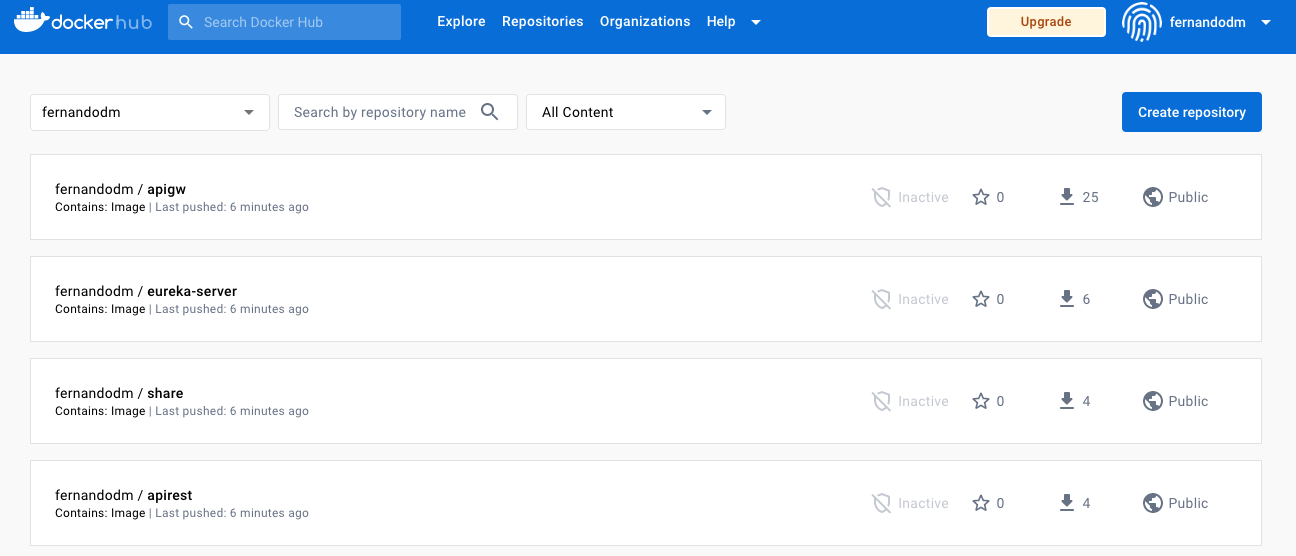 dockerhub Search Docker Hub Explore Repositories Organizations Help Upgrade fernandodm
fernandodm Search by repository name All Content Create repository
fernandodm / apigw
Contains: Image | Last pushed: 6 minutes ago
Inactive 0 25 Public
fernandodm / eureka-server
Contains: Image | Last pushed: 6 minutes ago
Inactive 0 6 Public
fernandodm / share
Contains: Image | Last pushed: 6 minutes ago
Inactive 0 4 Public
fernandodm / apirest
Contains: Image | Last pushed: 6 minutes ago
Inactive 0 4 Public